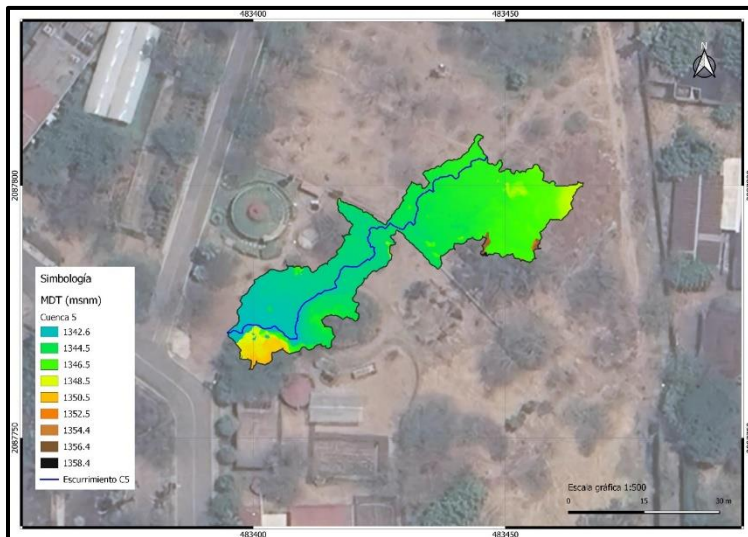 483400
483450
N
2087800
2087800
Simbología
MDT (msnm)
Cuenca 5
1342.6
1344.5
1346.5
1348.5
1350.5
1352.5
1354.4
1356.4
1358.4
Escurrimiento C5
2087750
2087750
Escala gráfica 1:500
0 15 30 m
483400
483450